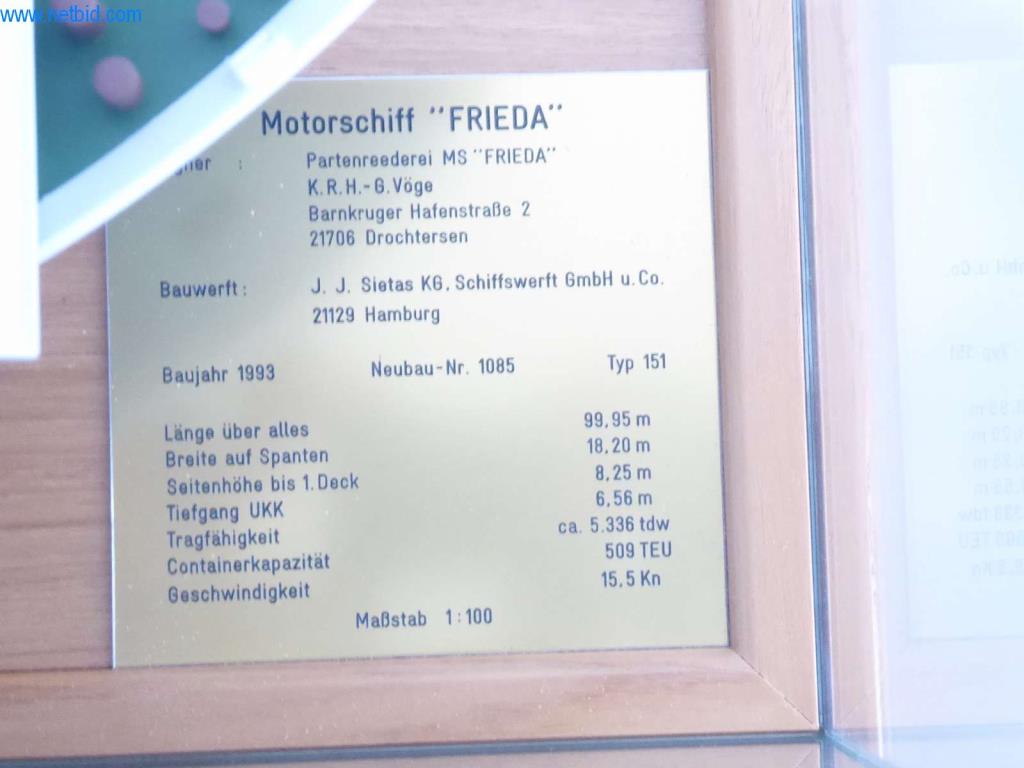 www.netbid.com
Motorschiff "FRIEDA"
: Partenreederei MS "FRIEDA"
K.R.H.-G.Vöge
Barnkruger Hafenstraße 2
21706 Drochtersen
Bauwerft: J. J. Sietas KG, Schiffswerft GmbH u. Co.
21129 Hamburg
Baujahr 1993 Neubau-Nr. 1085 Typ 151
Länge über alles 99,95 m
Breite auf Spanten 18,20 m
Seitenhöhe bis 1. Deck 8,25 m
Tiefgang UKK 6,56 m
Tragfähigkeit ca. 5.336 tdw
Containerkapazität 509 TEU
Geschwindigkeit 15,5 Kn
Maßstab 1:100